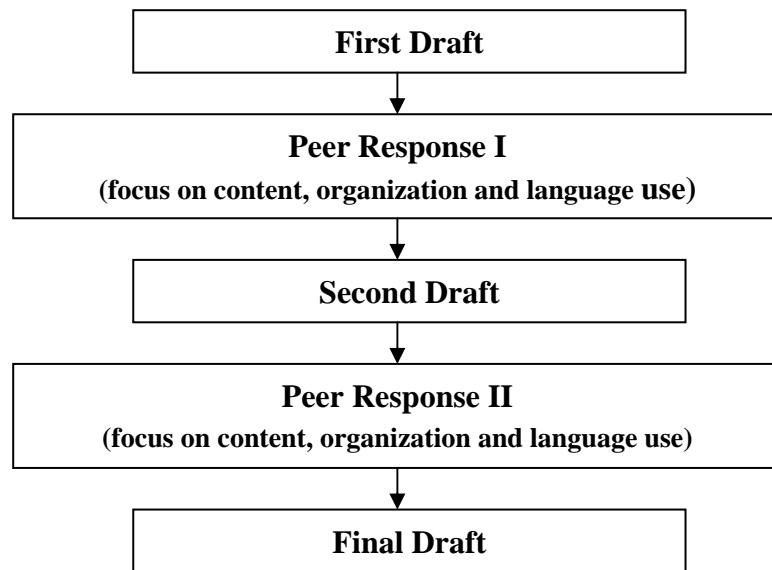 First Draft
Peer Response I
(focus on content, organization and language use)
Second Draft
Peer Response II
(focus on content, organization and language use)
Final Draft